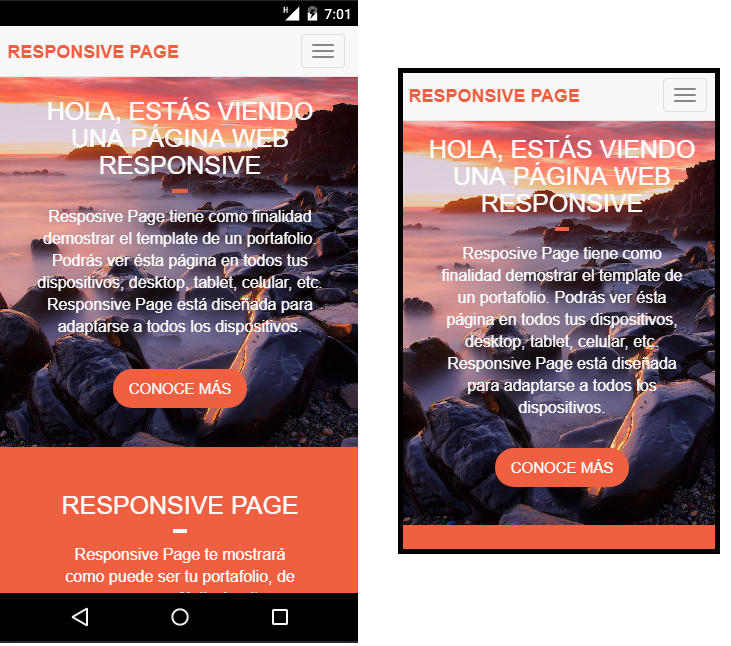 H 7:01
RESPONSIVE PAGE
HOLA, ESTÁS VIENDO
UNA PÁGINA WEB
RESPONSIVE
Resposive Page tiene como finalidad
demostrar el template de un portafolio.
Podrás ver ésta página en todos tus
dispositivos, desktop, tablet, celular, etc.
Responsive Page está diseñada para
adaptarse a todos los dispositivos.
CONOCE MÁS
RESPONSIVE PAGE
Responsive Page te mostrará
como puede ser tu portafolio, de
RESPONSIVE PAGE
HOLA, ESTÁS VIENDO
UNA PÁGINA WEB
RESPONSIVE
Resposive Page tiene como
finalidad demostrar el template de
un portafolio. Podrás ver ésta
página en todos tus dispositivos,
desktop, tablet, celular, etc.
Responsive Page está diseñada
para adaptarse a todos los
dispositivos.
CONOCE MÁS